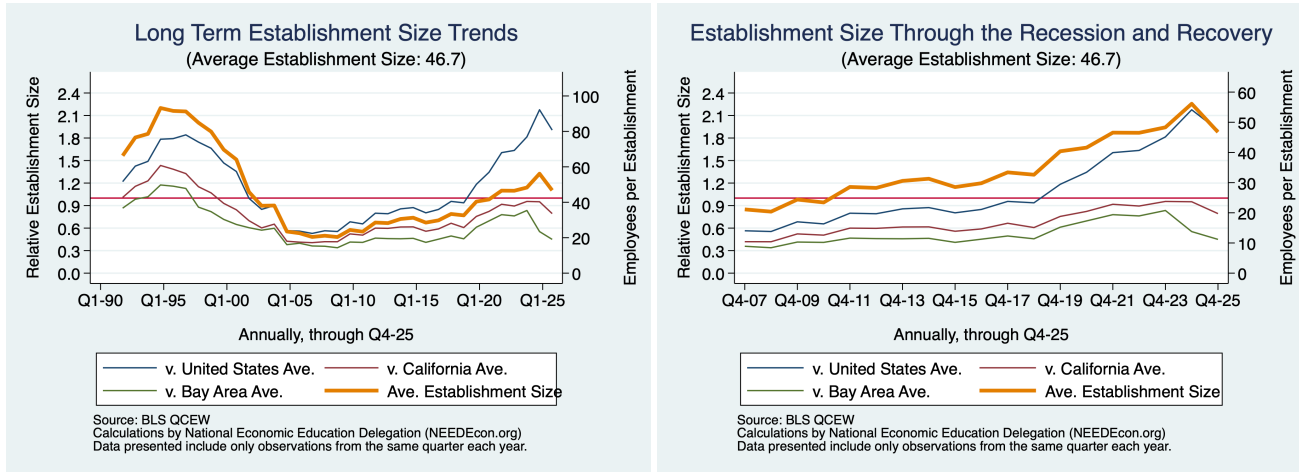 Long Term Establishment Size Trends
(Average Establishment Size: 46.7)
Relative Establishment Size
2.4
2.1
1.8
1.5
1.2
0.9
0.6
0.3
0.0
100
80
60
40
20
0
Employees per Establishment
Q1-90 Q1-95 Q1-00 Q1-05 Q1-10 Q1-15 Q1-20 Q1-25
Annually, through Q4-25
v. United States Ave. v. California Ave.
v. Bay Area Ave. Ave. Establishment Size
Source: BLS QCEW
Calculations by National Economic Education Delegation (NEEDEcon.org)
Data presented include only observations from the same quarter each year.
Establishment Size Through the Recession and Recovery
(Average Establishment Size: 46.7)
Relative Establishment Size
2.4
2.1
1.8
1.5
1.2
0.9
0.6
0.3
0.0
60
50
40
30
20
10
0
Employees per Establishment
Q4-07 Q4-09 Q4-11 Q4-13 Q4-15 Q4-17 Q4-19 Q4-21 Q4-23 Q4-25
Annually, through Q4-25
v. United States Ave. v. California Ave.
v. Bay Area Ave. Ave. Establishment Size
Source: BLS QCEW
Calculations by National Economic Education Delegation (NEEDEcon.org)
Data presented include only observations from the same quarter each year.